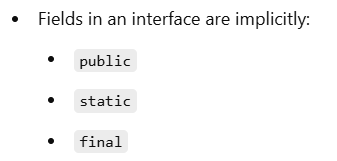 Fields in an interface are implicitly:
public
static
final